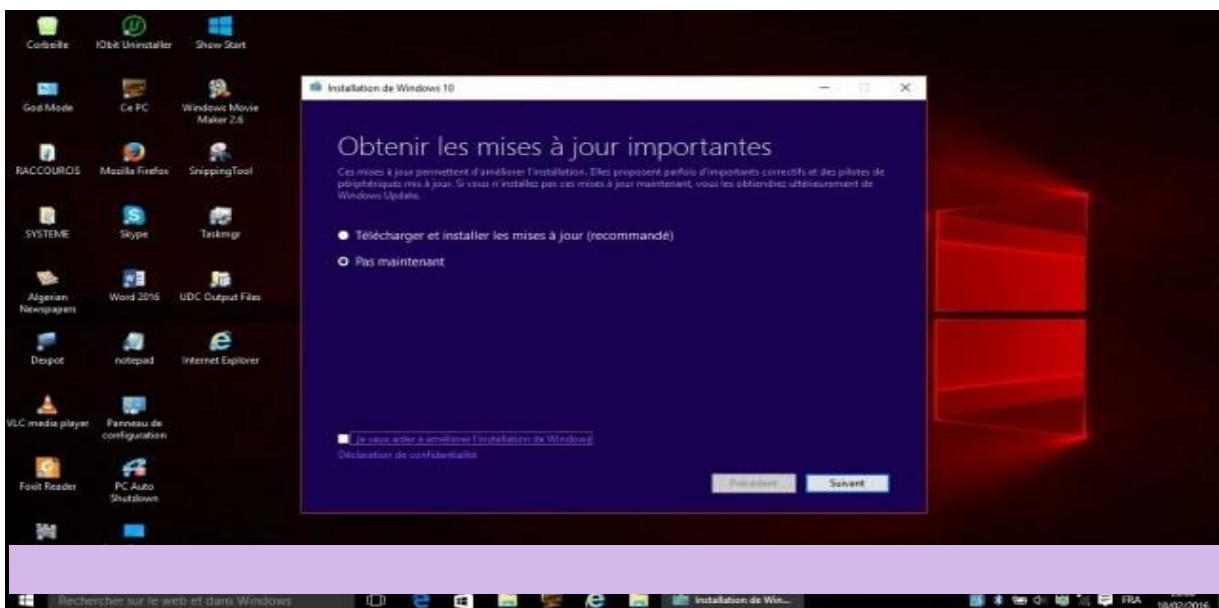 Corbeille
IObit Uninstaller
Show Start
God Mode
Ce PC
Windows Movie
Maker 2.6
RACCOURCIS
Mozilla Firefox
SnippingTool
SYSTEME
Skype
Taskmgr
Algerian
Newspapers
Word 2016
UDC Output Files
Despot
notepad
Internet Explorer
VLC media player
Panneau de
configuration
Foxit Reader
PC Auto
Shutdown
Installation de Windows 10
Obtenir les mises à jour importantes
Ces mises à jour permettent d'améliorer l'installation. Elles proposent parfois d'importants correctifs et des pilotes de
périphériques mis à jour. Si vous n'installez pas ces mises à jour maintenant, vous les obtiendrez ultérieurement de
Windows Update.
Télécharger et installer les mises à jour (recommandé)
Pas maintenant
Je veux aider à améliorer l'installation de Windows
Déclaration de confidentialité
Précédent
Suivant
Rechercher sur le web et dans Windows
Installation de Win...
FRA
18/02/2016